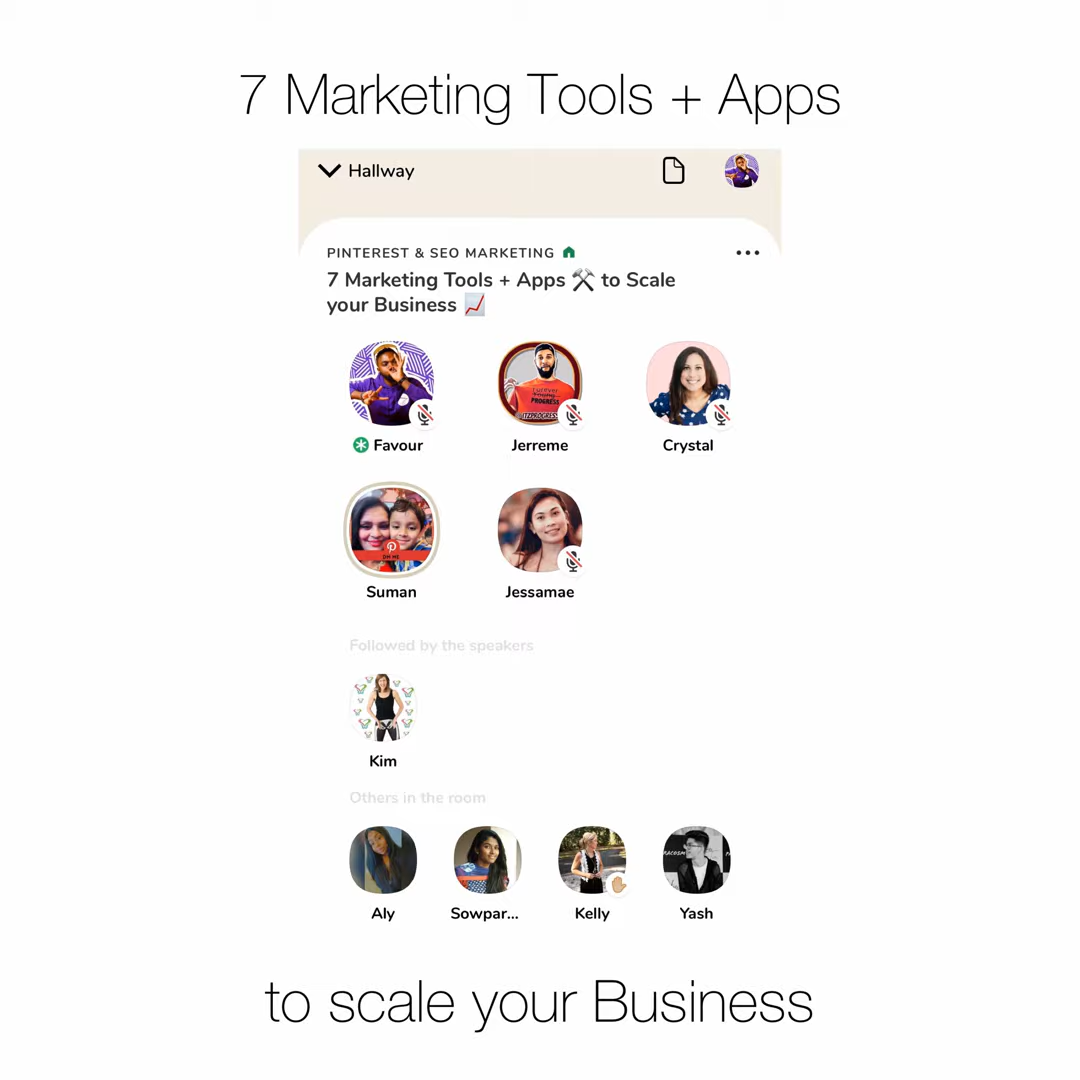 7 Marketing Tools + Apps
Hallway
PINTEREST & SEO MARKETING
7 Marketing Tools + Apps ⚒ to Scale
your Business 📈
Favour
Jerreme
Crystal
Suman
Jessamae
Followed by the speakers
Kim
Others in the room
Aly
Sowpar...
Kelly
Yash
to scale your Business